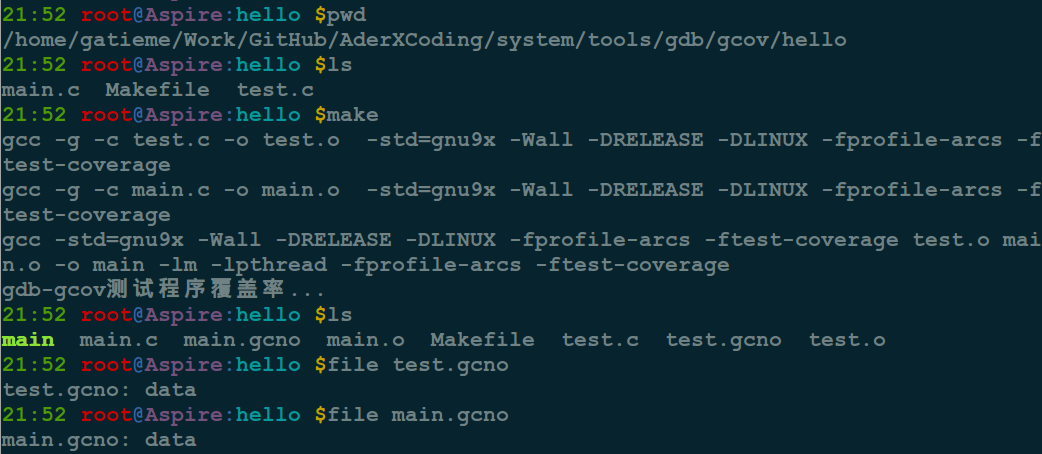 21:52 root@Aspire:hello $pwd
/home/gatieme/Work/GitHub/AderXCoding/system/tools/gdb/gcov/hello
21:52 root@Aspire:hello $ls
main.c  Makefile  test.c
21:52 root@Aspire:hello $make
gcc -g -c test.c -o test.o  -std=gnu9x -Wall -DRELEASE -DLINUX -fprofile-arcs -f
test-coverage
gcc -g -c main.c -o main.o  -std=gnu9x -Wall -DRELEASE -DLINUX -fprofile-arcs -f
test-coverage
gcc -std=gnu9x -Wall -DRELEASE -DLINUX -fprofile-arcs -ftest-coverage test.o mai
n.o -o main -lm -lpthread -fprofile-arcs -ftest-coverage
gdb-gcov测试程序覆盖率...
21:52 root@Aspire:hello $ls
main  main.c  main.gcno  main.o  Makefile  test.c  test.gcno  test.o
21:52 root@Aspire:hello $file test.gcno
test.gcno: data
21:52 root@Aspire:hello $file main.gcno
main.gcno: data